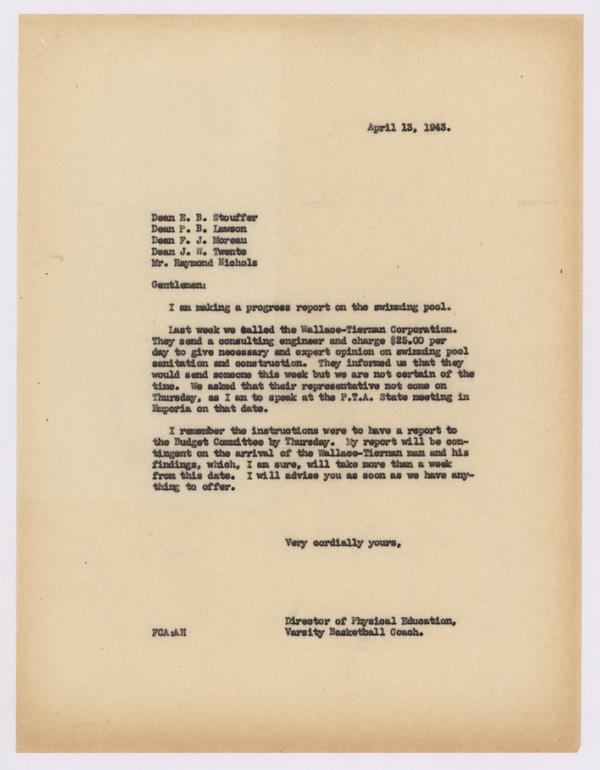 April 13, 1943.
Dean E. B. Stouffer
Dean P. B. Lawson
Dean F. J. Moreau
Dean J. W. Twente
Mr. Raymond Nichols
Gentlemen:
I am making a progress report on the swimming pool.
Last week we called the Wallace-Tiernan Corporation.
They send a consulting engineer and charge $25.00 per
day to give necessary and expert opinion on swimming pool
sanitation and construction. They informed us that they
would send someone this week but we are not certain of the
time. We asked that their representative not come on
Thursday, as I am to speak at the P.T.A. State meeting in
Emporia on that date.
I remember the instructions were to have a report to
the Budget Committee by Thursday. My report will be con-
tingent on the arrival of the Wallace-Tiernan man and his
findings, which, I am sure, will take more than a week
from this date. I will advise you as soon as we have any-
thing to offer.
Very cordially yours,
Director of Physical Education,
FCA:AH Varsity Basketball Coach.